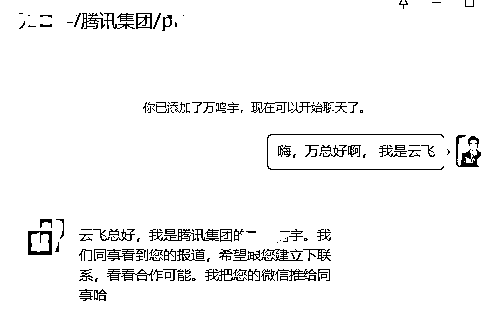 -/腾讯集团/p
你已添加了万鸣宇，现在可以开始聊天了。
嗨，万总好啊， 我是云飞
云飞总好，我是腾讯集团的 宇。我
们同事看到您的报道，希望跟您建立下联
系，看看合作可能。我把您的微信推给同
事哈